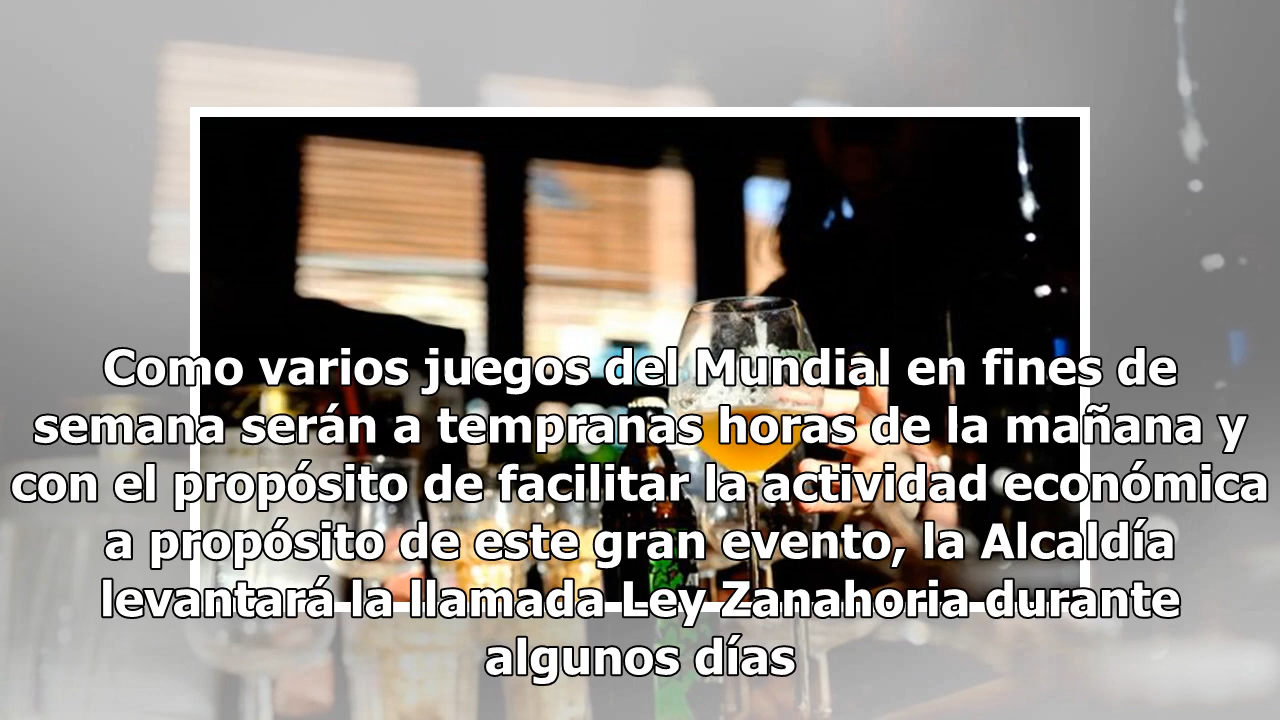 Como varios juegos del Mundial en fines de
semana serán a tempranas horas de la mañana y
con el propósito de facilitar la actividad económica
a propósito de este gran evento, la Alcaldía
levantará la llamada Ley Zanahoria durante
algunos días